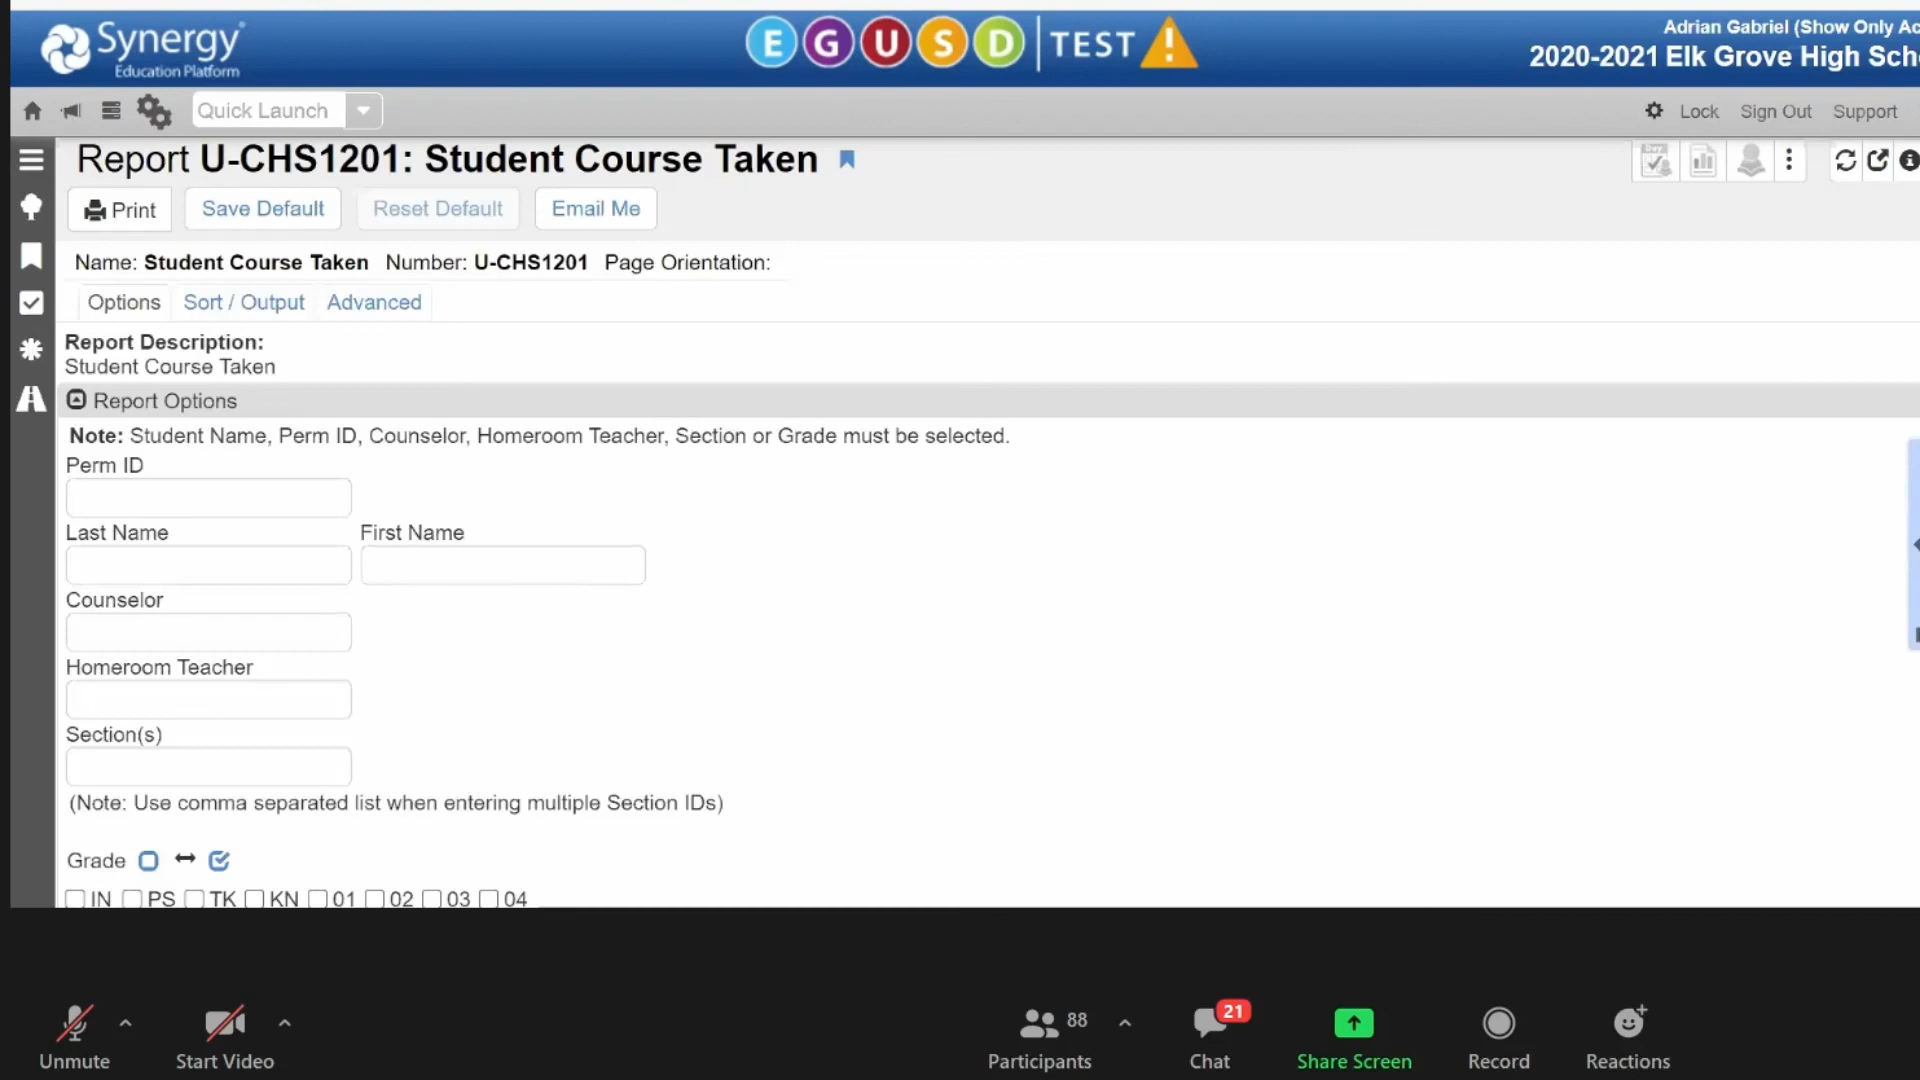 Synergy
Education Platform
EGUSD TEST
Adrian Gabriel (Show Only Ac
2020-2021 Elk Grove High Sch
Quick Launch
Lock Sign Out Support
Report U-CHS1201: Student Course Taken
Print Save Default Reset Default Email Me
Name: Student Course Taken Number: U-CHS1201 Page Orientation:
Options Sort / Output Advanced
Report Description:
Student Course Taken
Report Options
Note: Student Name, Perm ID, Counselor, Homeroom Teacher, Section or Grade must be selected.
Perm ID
Last Name First Name
Counselor
Homeroom Teacher
Section(s)
(Note: Use comma separated list when entering multiple Section IDs)
Grade
IN PS TK KN 01 02 03 04
88 21
Unmute Start Video Participants Chat Share Screen Record Reactions